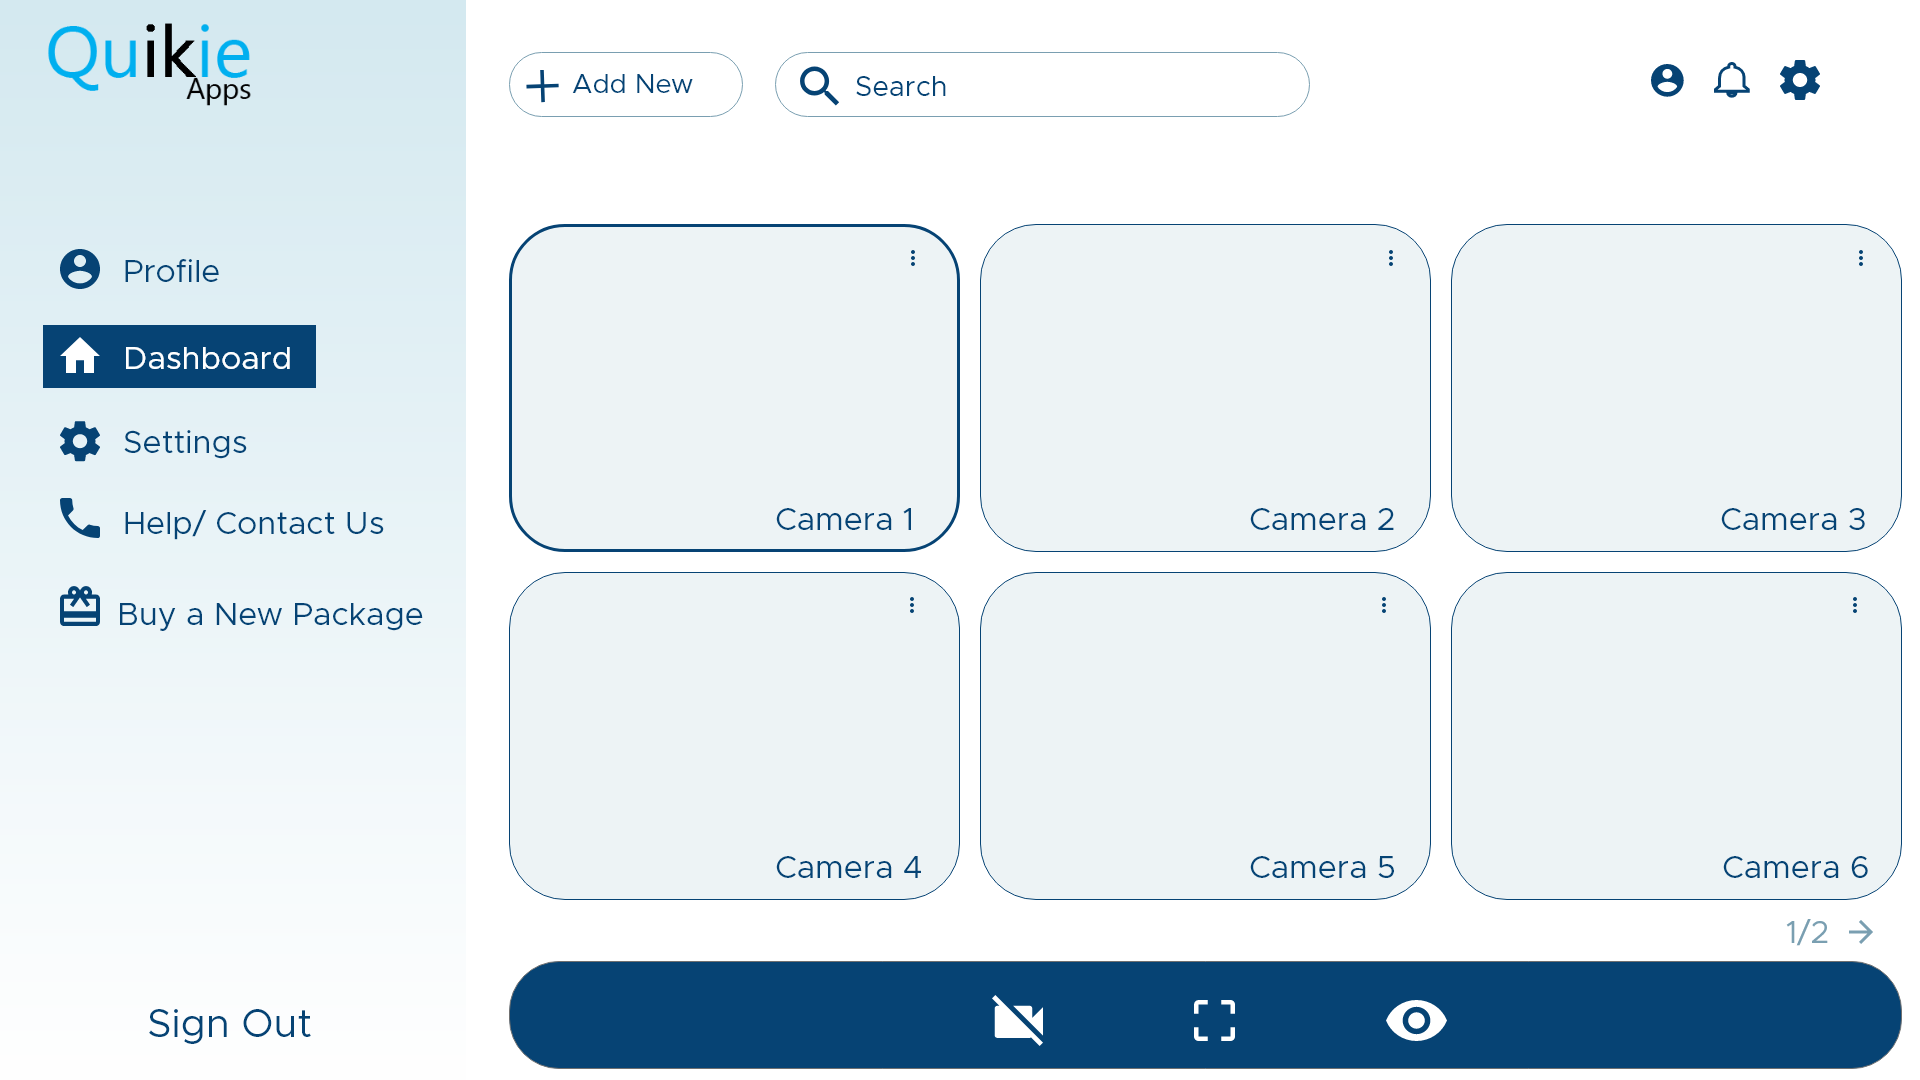 Quikie
Apps
Add New
Search
Profile
Dashboard
Settings
Help/ Contact Us
Buy a New Package
Sign Out
Camera 1
Camera 2
Camera 3
Camera 4
Camera 5
Camera 6
1/2